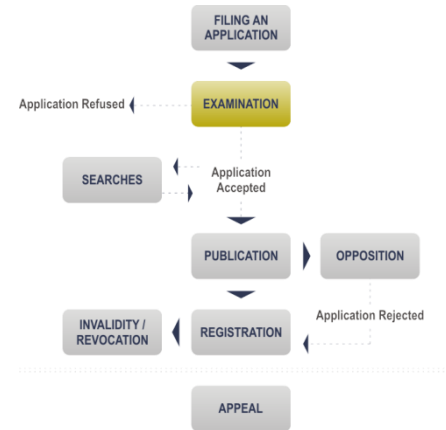 FILING AN
APPLICATION
Application Refused
EXAMINATION
SEARCHES
Application
Accepted
PUBLICATION
OPPOSITION
Application Rejected
INVALIDITY /
REVOCATION
REGISTRATION
APPEAL